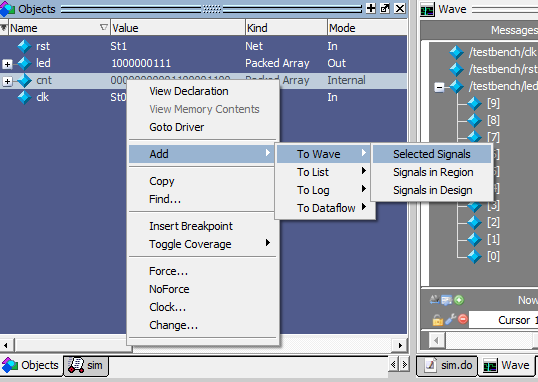 Objects
Name Value Kind Mode
rst St1 Net In
led 1000000111 Packed Array Out
cnt Packed Array Internal
clk St0 In
View Declaration
View Memory Contents
Goto Driver
Add
Copy
Find...
Insert Breakpoint
Toggle Coverage
Force...
NoForce
Clock...
Change...
To Wave
To List
To Log
To Dataflow
Selected Signals
Signals in Region
Signals in Design
Objects sim
Wave
Messages
/testbench/clk
/testbench/rst
/testbench/led
[9]
[8]
[7]
[3]
[2]
[1]
[0]
Now
Cursor 1
sim.do Wave